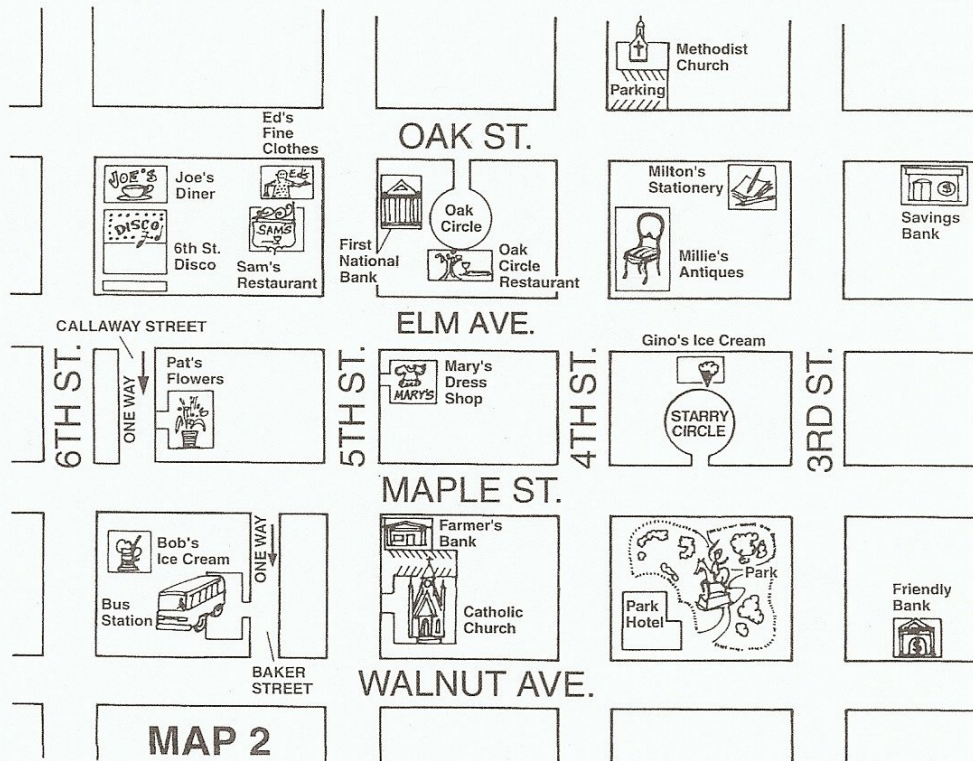 Methodist
Church
Parking
Ed's
Fine
Clothes
OAK ST.
JOE'S
Joe's
Diner
Ed's
DISCO
6th St.
Disco
SAM'S
Sam's
Restaurant
First
National
Bank
Oak
Circle
Oak
Circle
Restaurant
Milton's
Stationery
Millie's
Antiques
$
Savings
Bank
ELM AVE.
CALLAWAY STREET
6TH ST.
ONE WAY
Pat's
Flowers
5TH ST.
MARY'S
Mary's
Dress
Shop
4TH ST.
Gino's Ice Cream
STARRY
CIRCLE
3RD ST.
MAPLE ST.
Bob's
Ice Cream
Bus
Station
ONE WAY
BAKER
STREET
Farmer's
Bank
Catholic
Church
Park
Park
Hotel
Friendly
Bank
$
WALNUT AVE.
MAP 2